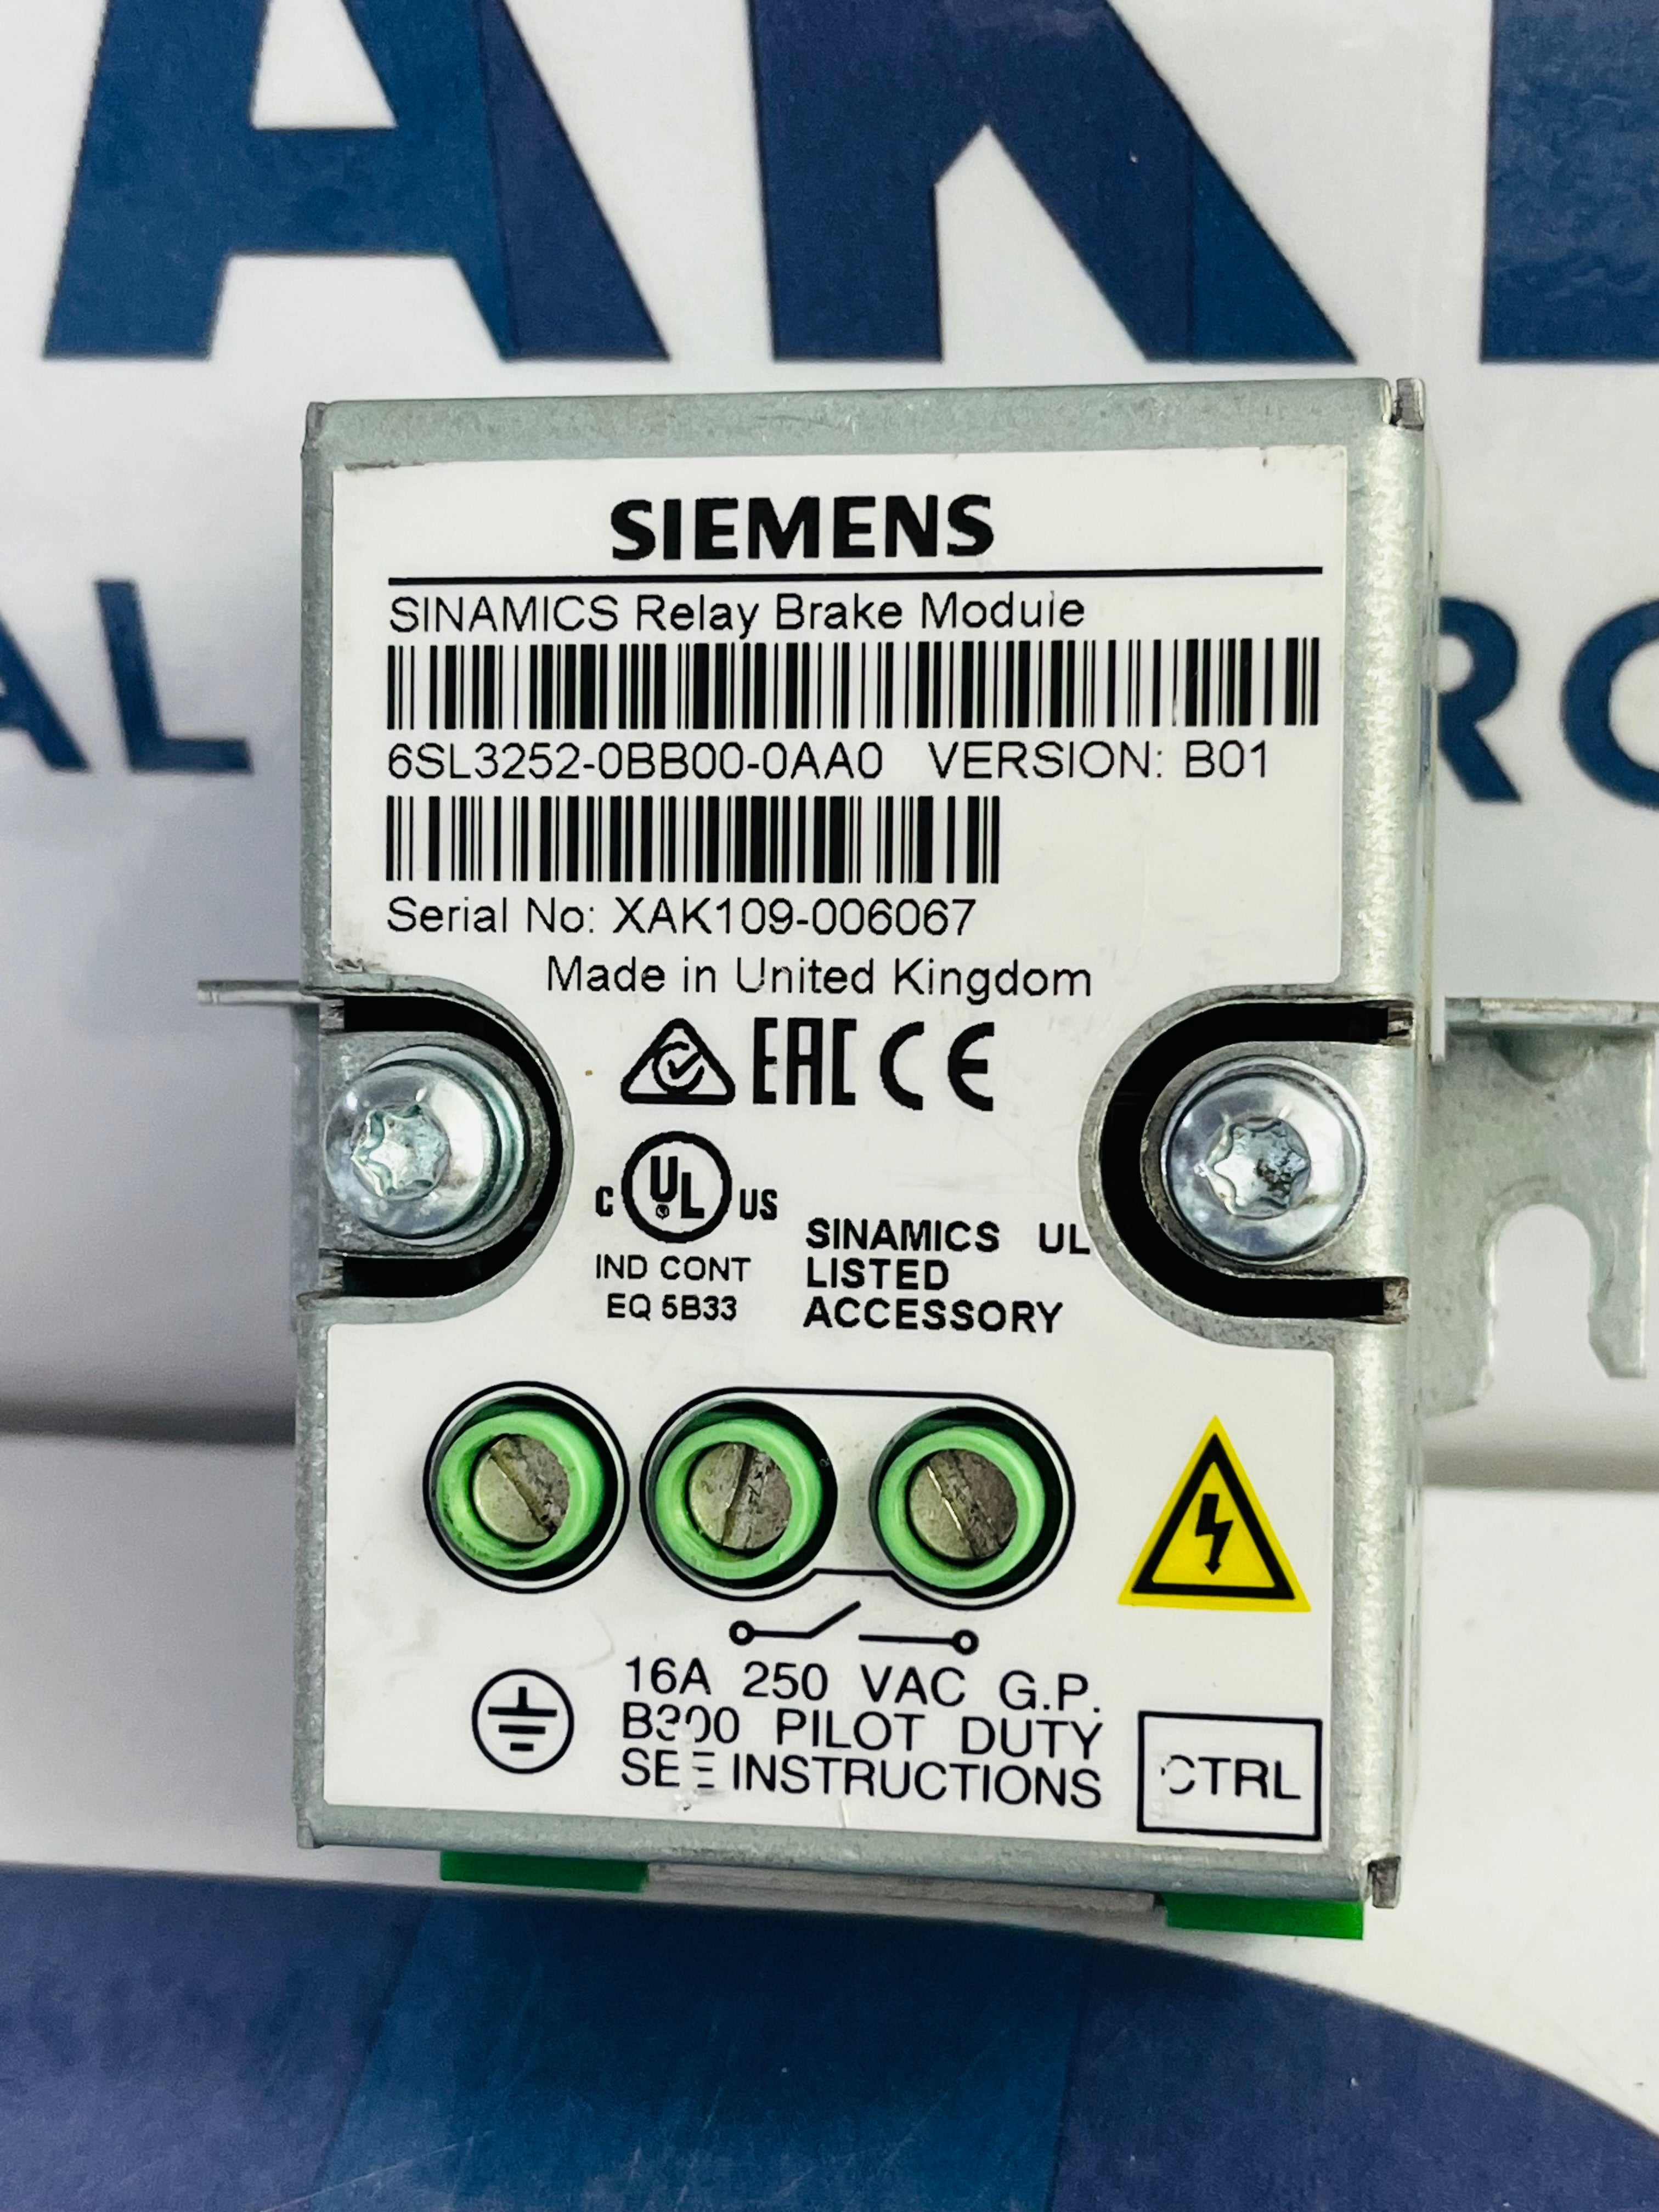 SIEMENS
SINAMICS Relay Brake Module
6SL3252-0BB00-0AA0 VERSION: B01
Serial No: XAK109-006067
Made in United Kingdom
EAC CE
C UL US
IND CONT
EQ 5B33
SINAMICS UL
LISTED
ACCESSORY
16A 250 VAC G.P.
B300 PILOT DUTY
SEE INSTRUCTIONS
CTRL